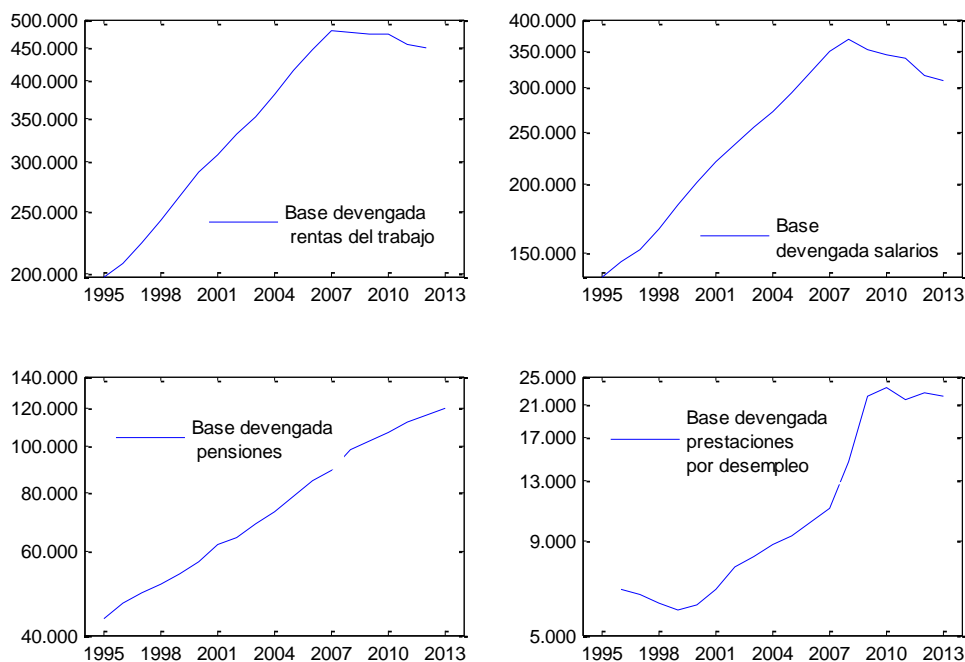 500.000
450.000
400.000
350.000
300.000
250.000
200.000
Base devengada
rentas del trabajo
1995 1998 2001 2004 2007 2010 2013
400.000
350.000
300.000
250.000
200.000
150.000
Base
devengada salarios
1995 1998 2001 2004 2007 2010 2013
140.000
120.000
100.000
80.000
60.000
40.000
Base devengada
pensiones
1995 1998 2001 2004 2007 2010 2013
25.000
21.000
17.000
13.000
9.000
5.000
Base devengada
prestaciones
por desempleo
1995 1998 2001 2004 2007 2010 2013